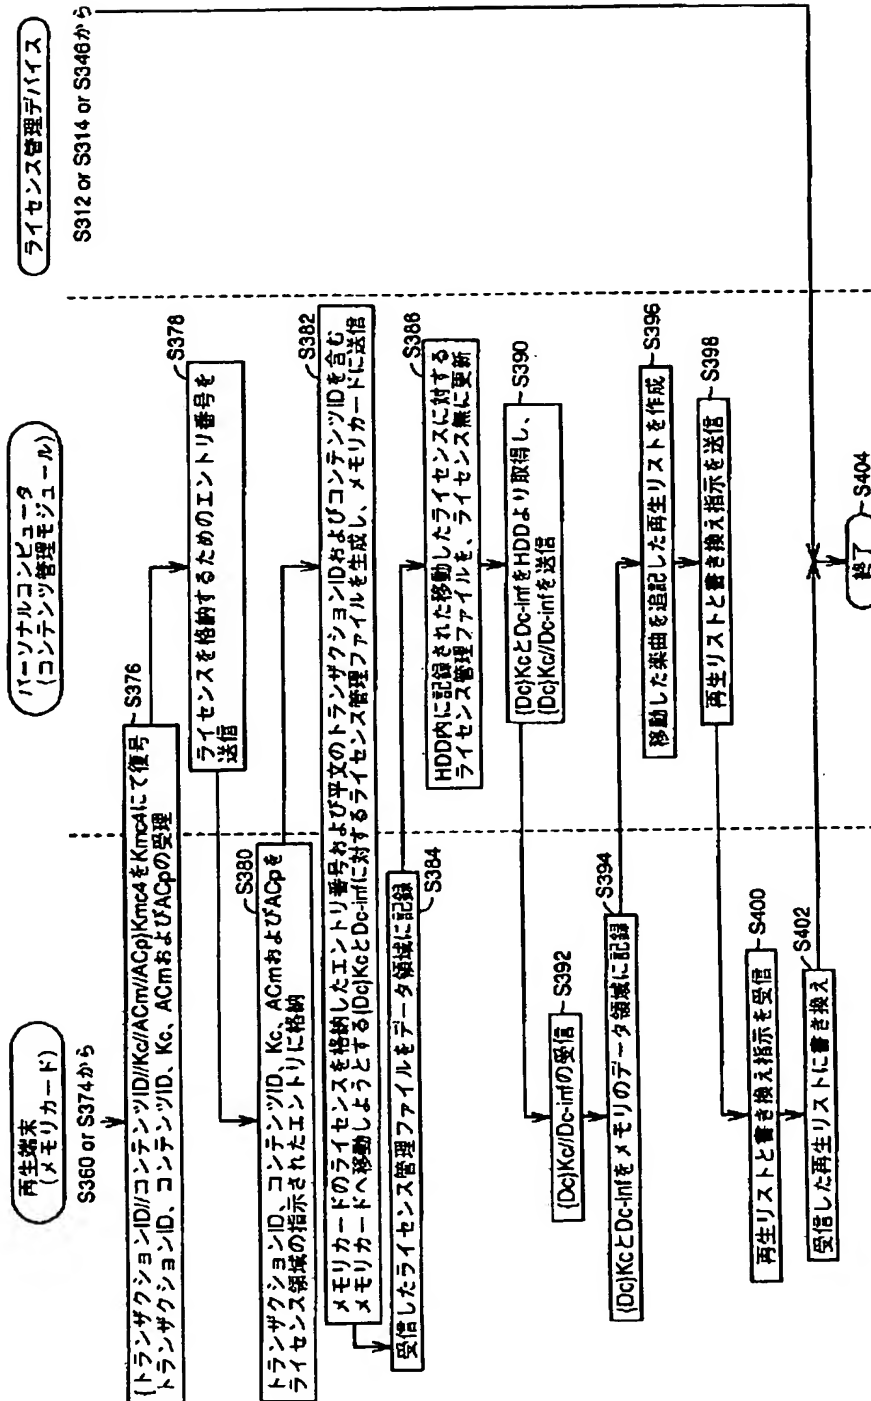 再生端末
(メモリカード)
パーソナルコンピュータ
(コンテンツ管理モジュール)
ライセンス管理デバイス
S360 or S374から
S312 or S314 or S346から
S376
{トランザクションID//コンテンツID//Kc//ACm//ACp}Kmc4をKmc4にて復号
トランザクションID、コンテンツID、Kc、ACmおよびACpの受理
S378
ライセンスを格納するためのエントリ番号を
送信
S380
トランザクションID、コンテンツID、Kc、ACmおよびACpを
ライセンス領域の指示されたエントリに格納
S382
メモリカードのライセンスを格納したエントリ番号および平文のトランザクションIDおよびコンテンツIDを含む
メモリカードへ移動しようとする{Dc}KcとDc-infに対するライセンス管理ファイルを生成し、メモリカードに送信
S384
受信したライセンス管理ファイルをデータ領域に記録
S388
HDD内に記録された移動したライセンスに対する
ライセンス管理ファイルを、ライセンス無に更新
S390
{Dc}KcとDc-infをHDDより取得し、
{Dc}Kc//Dc-infを送信
S392
{Dc}Kc//Dc-infの受信
S394
{Dc}KcとDc-infをメモリのデータ領域に記録
S396
移動した楽曲を追記した再生リストを作成
S398
再生リストと書き換え指示を送信
S400
再生リストと書き換え指示を受信
S402
受信した再生リストに書き換え
S404
終了